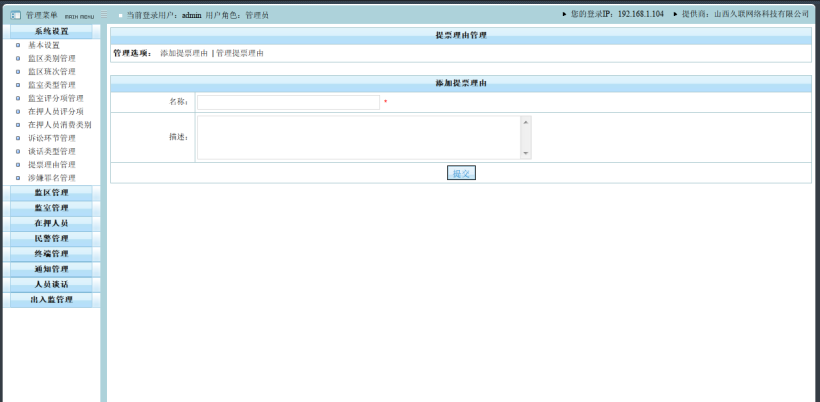 管理菜单 MAIN MENU
当前登录用户：admin 用户角色：管理员
您的登录IP：192.168.1.104
提供商：山西久联网络科技有限公司
系统设置
基本设置
监区类别管理
监区班次管理
监室类型管理
监室评分项管理
在押人员评分项
在押人员消费类别
诉讼环节管理
谈话类型管理
提票理由管理
涉嫌罪名管理
监区管理
监室管理
在押人员
民警管理
终端管理
通知管理
人员谈话
出入监管理
提票理由管理
管理选项： 添加提票理由 | 管理提票理由
添加提票理由
名称： *
描述：
提交